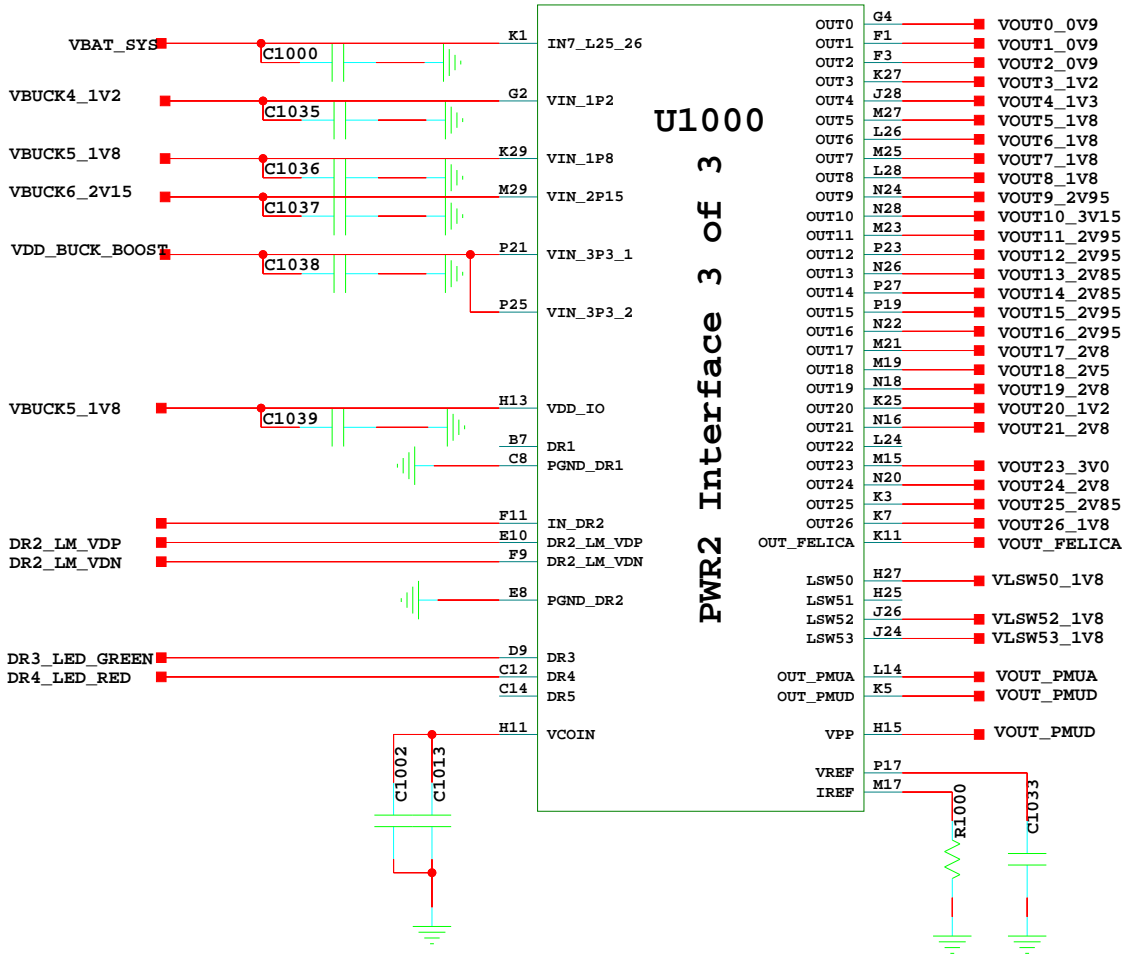 VBAT_SYS
C1000
K1
IN7_L25_26
VBUCK4_1V2
C1035
G2
VIN_1P2
VBUCK5_1V8
C1036
K29
VIN_1P8
VBUCK6_2V15
C1037
M29
VIN_2P15
VDD_BUCK_BOOST
C1038
P21
VIN_3P3_1
P25
VIN_3P3_2
VBUCK5_1V8
C1039
H13
VDD_IO
B7
DR1
C8
PGND_DR1
F11
IN_DR2
DR2_LM_VDP
E10
DR2_LM_VDP
DR2_LM_VDN
F9
DR2_LM_VDN
E8
PGND_DR2
DR3_LED_GREEN
D9
DR3
DR4_LED_RED
C12
DR4
C14
DR5
H11
VCOIN
C1002
C1013
U1000
PWR2 Interface 3 of 3
OUT0 G4 VOUT0_0V9
OUT1 F1 VOUT1_0V9
OUT2 F3 VOUT2_0V9
OUT3 K27 VOUT3_1V2
OUT4 J28 VOUT4_1V3
OUT5 M27 VOUT5_1V8
OUT6 L26 VOUT6_1V8
OUT7 M25 VOUT7_1V8
OUT8 L28 VOUT8_1V8
OUT9 N24 VOUT9_2V95
OUT10 N28 VOUT10_3V15
OUT11 M23 VOUT11_2V95
OUT12 P23 VOUT12_2V95
OUT13 N26 VOUT13_2V85
OUT14 P27 VOUT14_2V85
OUT15 P19 VOUT15_2V95
OUT16 N22 VOUT16_2V95
OUT17 M21 VOUT17_2V8
OUT18 M19 VOUT18_2V5
OUT19 N18 VOUT19_2V8
OUT20 K25 VOUT20_1V2
OUT21 N16 VOUT21_2V8
OUT22 L24
OUT23 M15 VOUT23_3V0
OUT24 N20 VOUT24_2V8
OUT25 K3 VOUT25_2V85
OUT26 K7 VOUT26_1V8
OUT_FELICA K11 VOUT_FELICA
LSW50 H27 VLSW50_1V8
LSW51 H25
LSW52 J26 VLSW52_1V8
LSW53 J24 VLSW53_1V8
OUT_PMUA L14 VOUT_PMUA
OUT_PMUD K5 VOUT_PMUD
VPP H15 VOUT_PMUD
VREF P17
IREF M17
R1000
C1033